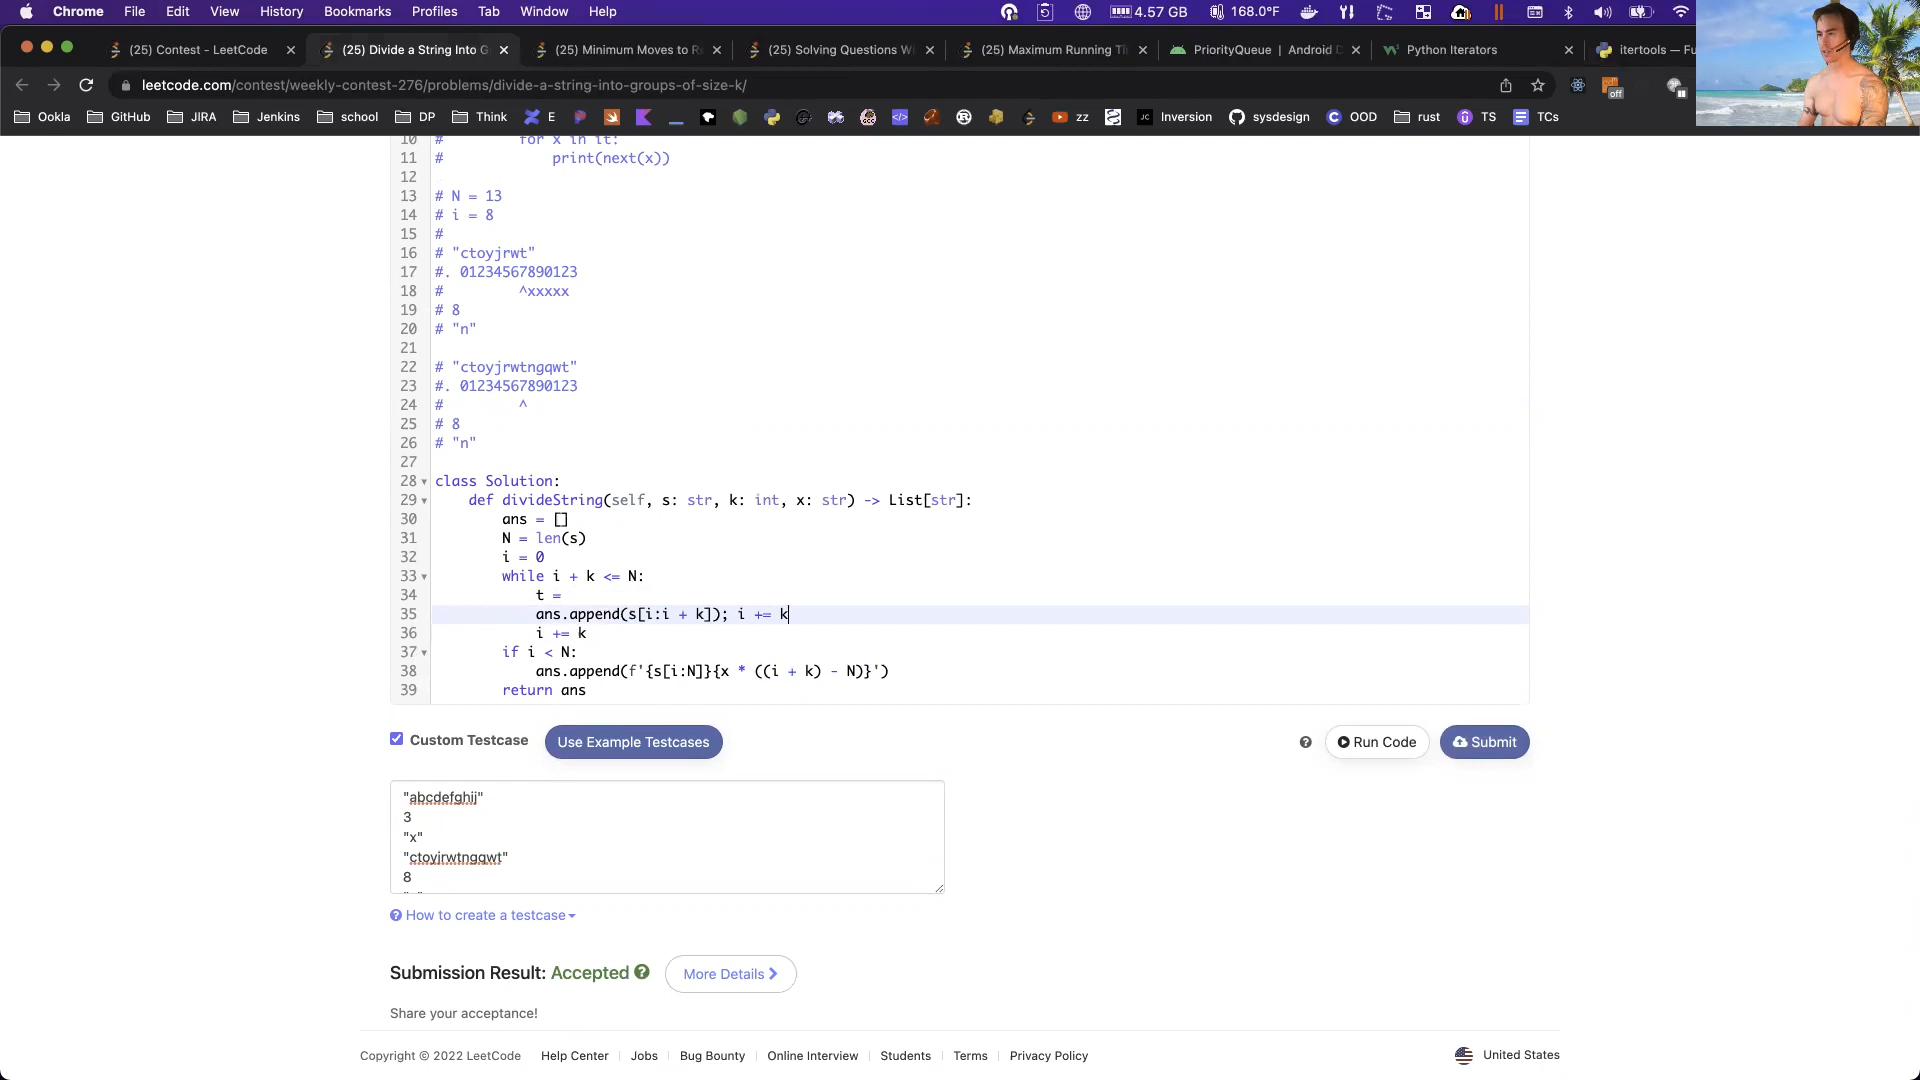 Chrome File Edit View History Bookmarks Profiles Tab Window Help 4.57 GB 168.0°F
(25) Contest - LeetCode (25) Divide a String Into G (25) Minimum Moves to R (25) Solving Questions W (25) Maximum Running Ti PriorityQueue | Android D Python Iterators itertools — Fu
leetcode.com/contest/weekly-contest-276/problems/divide-a-string-into-groups-of-size-k/ off
Ookla GitHub JIRA Jenkins school DP Think E zz Inversion sysdesign OOD rust TS TCs
10 # for x in it:
11 # print(next(x))
12
13 # N = 13
14 # i = 8
15 #
16 # "ctoyjrwt"
17 #. 01234567890123
18 # ^xxxxx
19 # 8
20 # "n"
21
22 # "ctoyjrwtngqwt"
23 #. 01234567890123
24 # ^
25 # 8
26 # "n"
27
28 class Solution:
29 def divideString(self, s: str, k: int, x: str) -> List[str]:
30 ans = []
31 N = len(s)
32 i = 0
33 while i + k <= N:
34 t =
35 ans.append(s[i:i + k]); i += k
36 i += k
37 if i < N:
38 ans.append(f'{s[i:N]}{x * ((i + k) - N)}')
39 return ans
Custom Testcase Use Example Testcases Run Code Submit
"abcdefghij"
3
"x"
"ctoyjrwtngqwt"
8
How to create a testcase
Submission Result: Accepted More Details
Share your acceptance!
Copyright © 2022 LeetCode Help Center | Jobs | Bug Bounty | Online Interview | Students | Terms | Privacy Policy United States